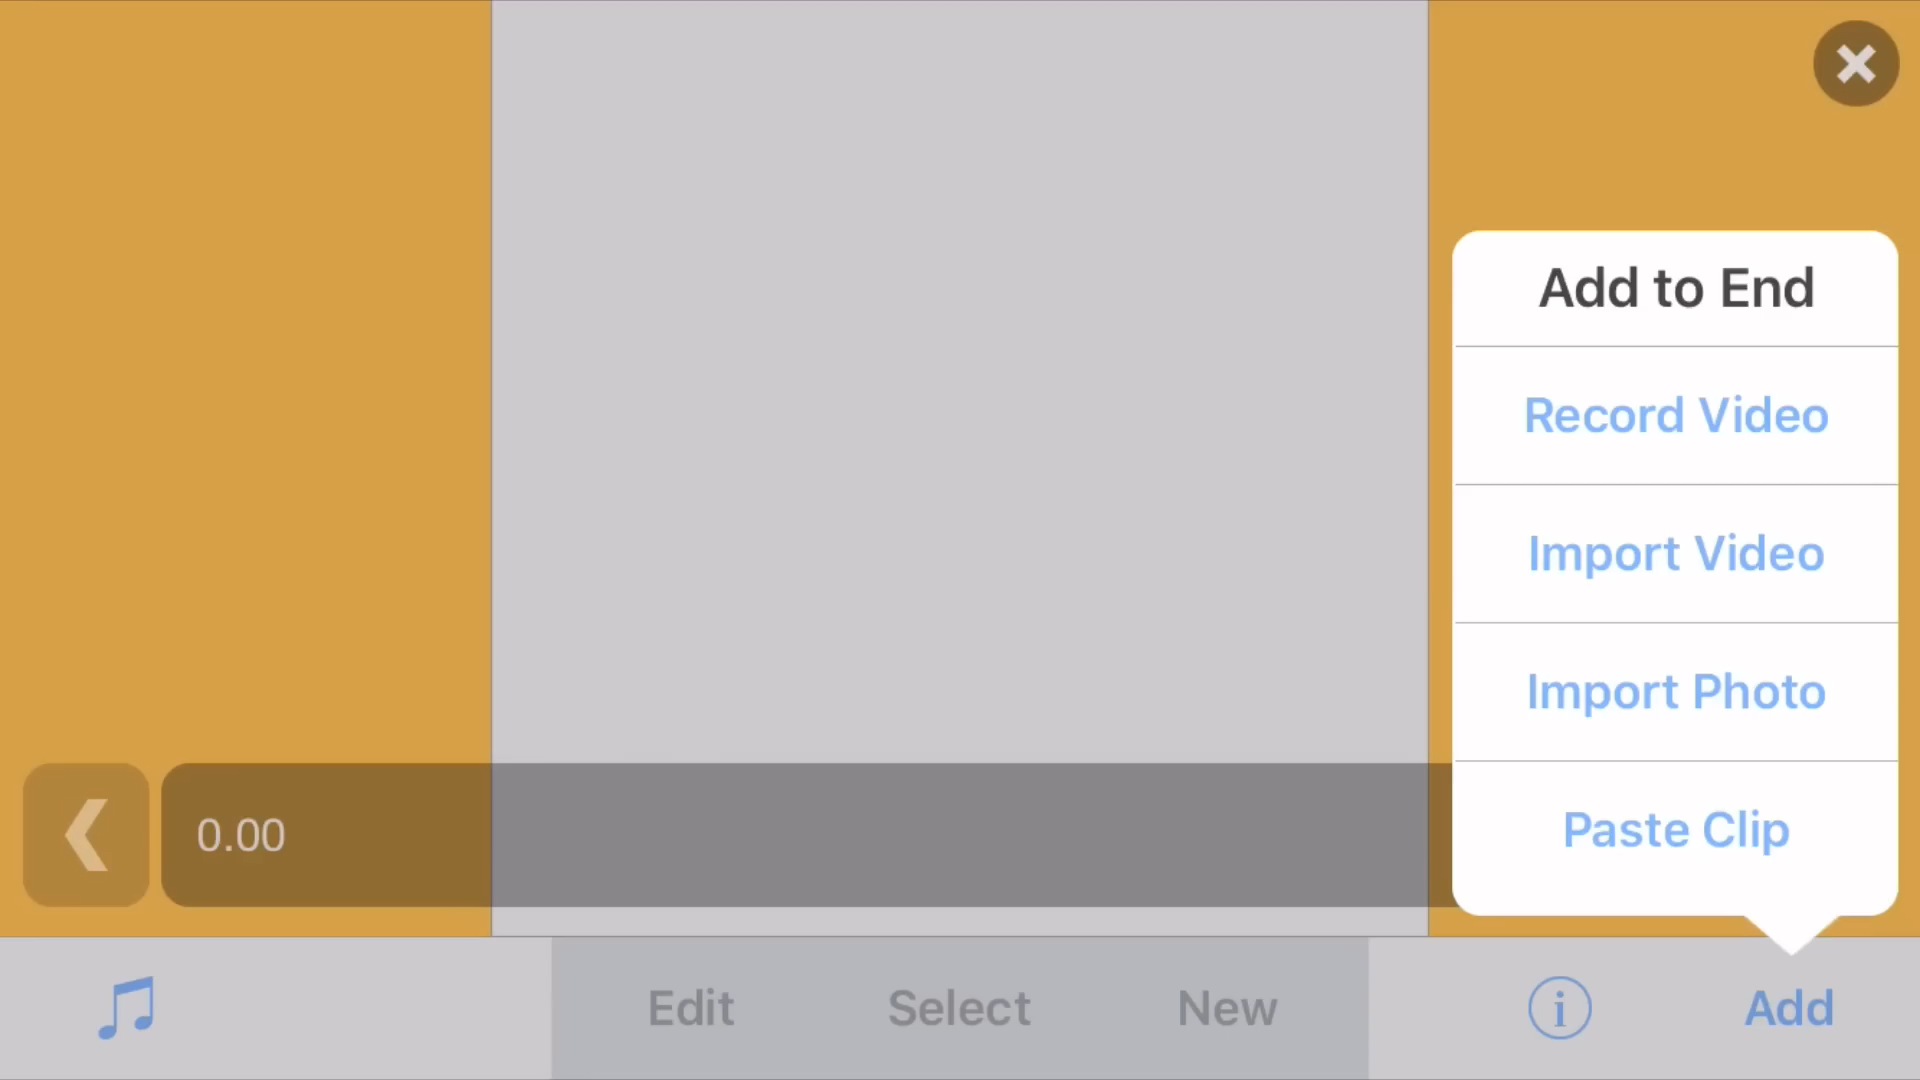 Add to End
Record Video
Import Video
Import Photo
Paste Clip
0.00
Edit
Select
New
i
Add